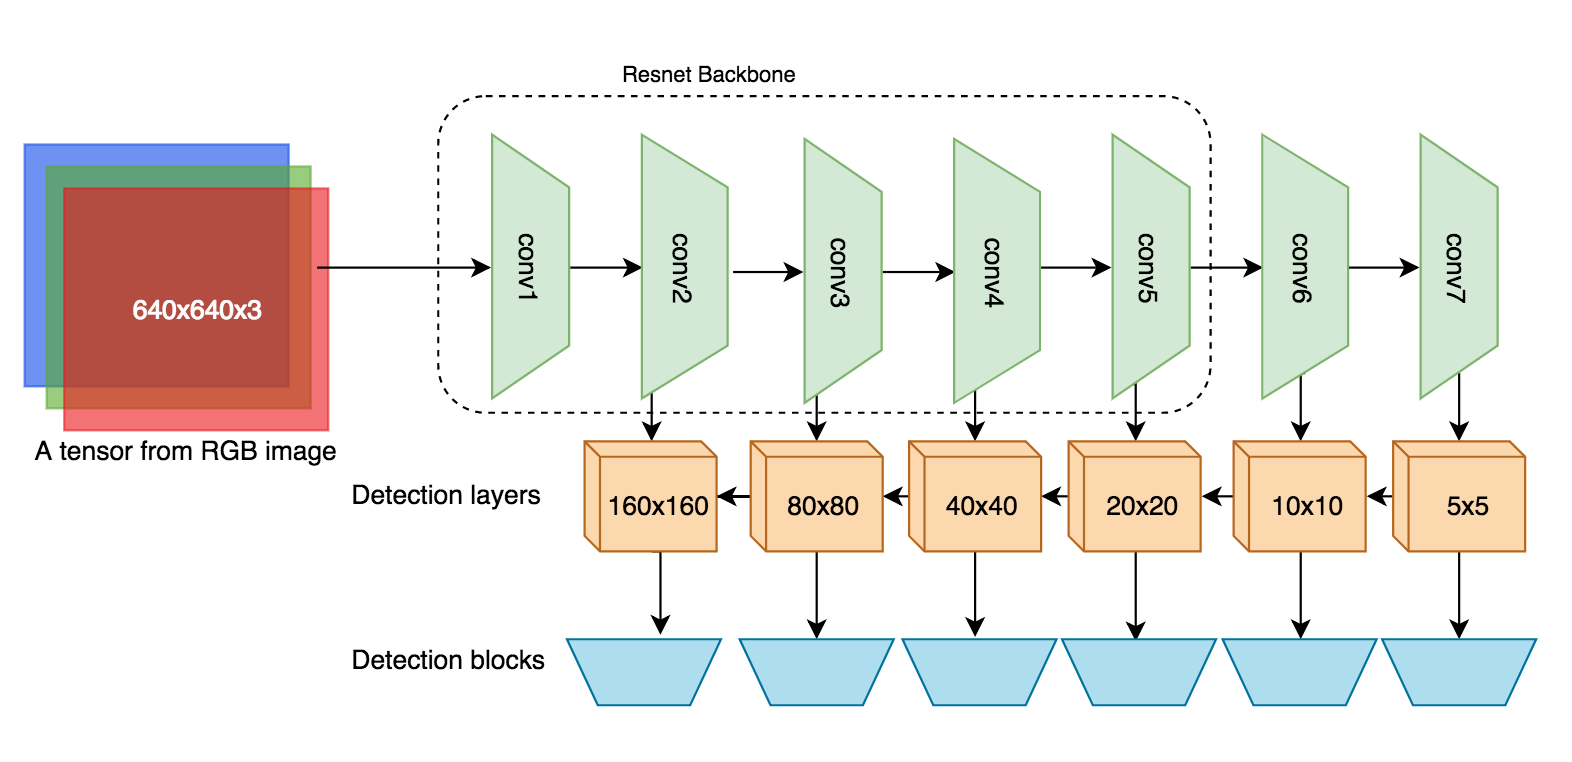 Resnet Backbone
conv1
conv2
conv3
conv4
conv5
conv6
conv7
640x640x3
A tensor from RGB image
Detection layers
160x160
80x80
40x40
20x20
10x10
5x5
Detection blocks